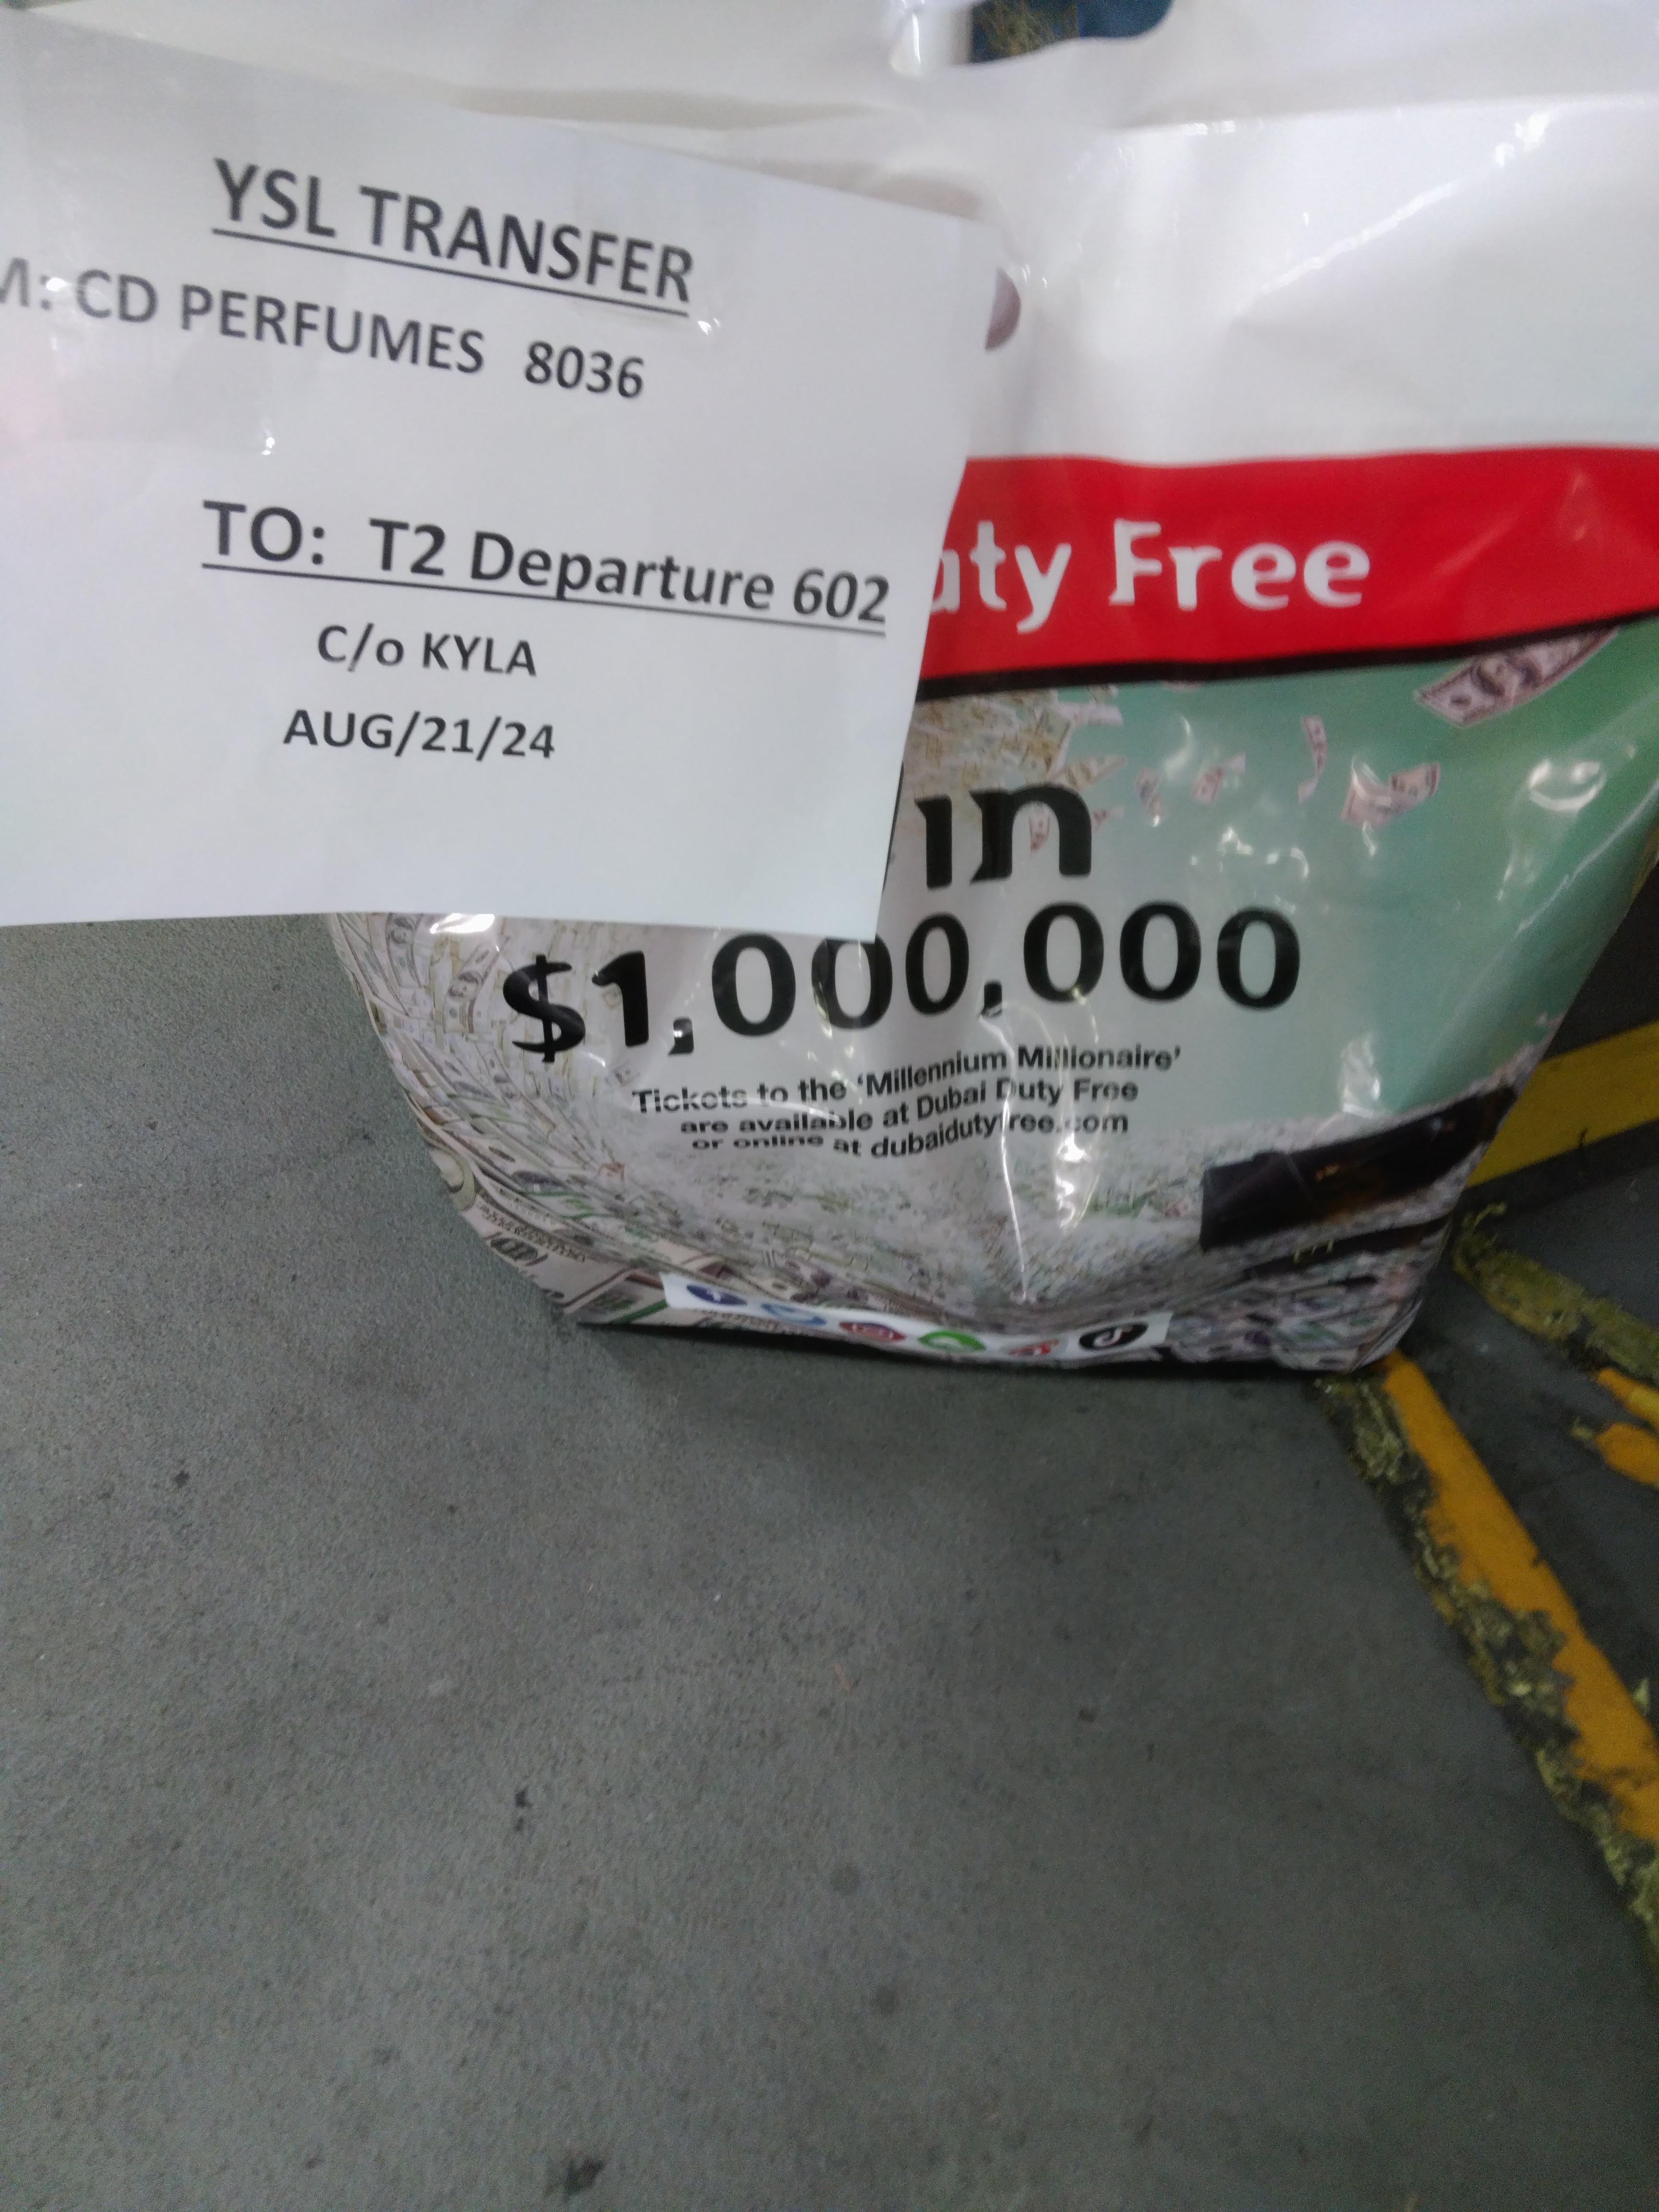 YSL TRANSFER
M: CD PERFUMES 8036
TO: T2 Departure 602
C/o KYLA
AUG/21/24
uty Free
in
$1,000,000
Tickets to the 'Millennium Millionaire'
are available at Dubai Duty Free
or online at dubaidutyfree.com